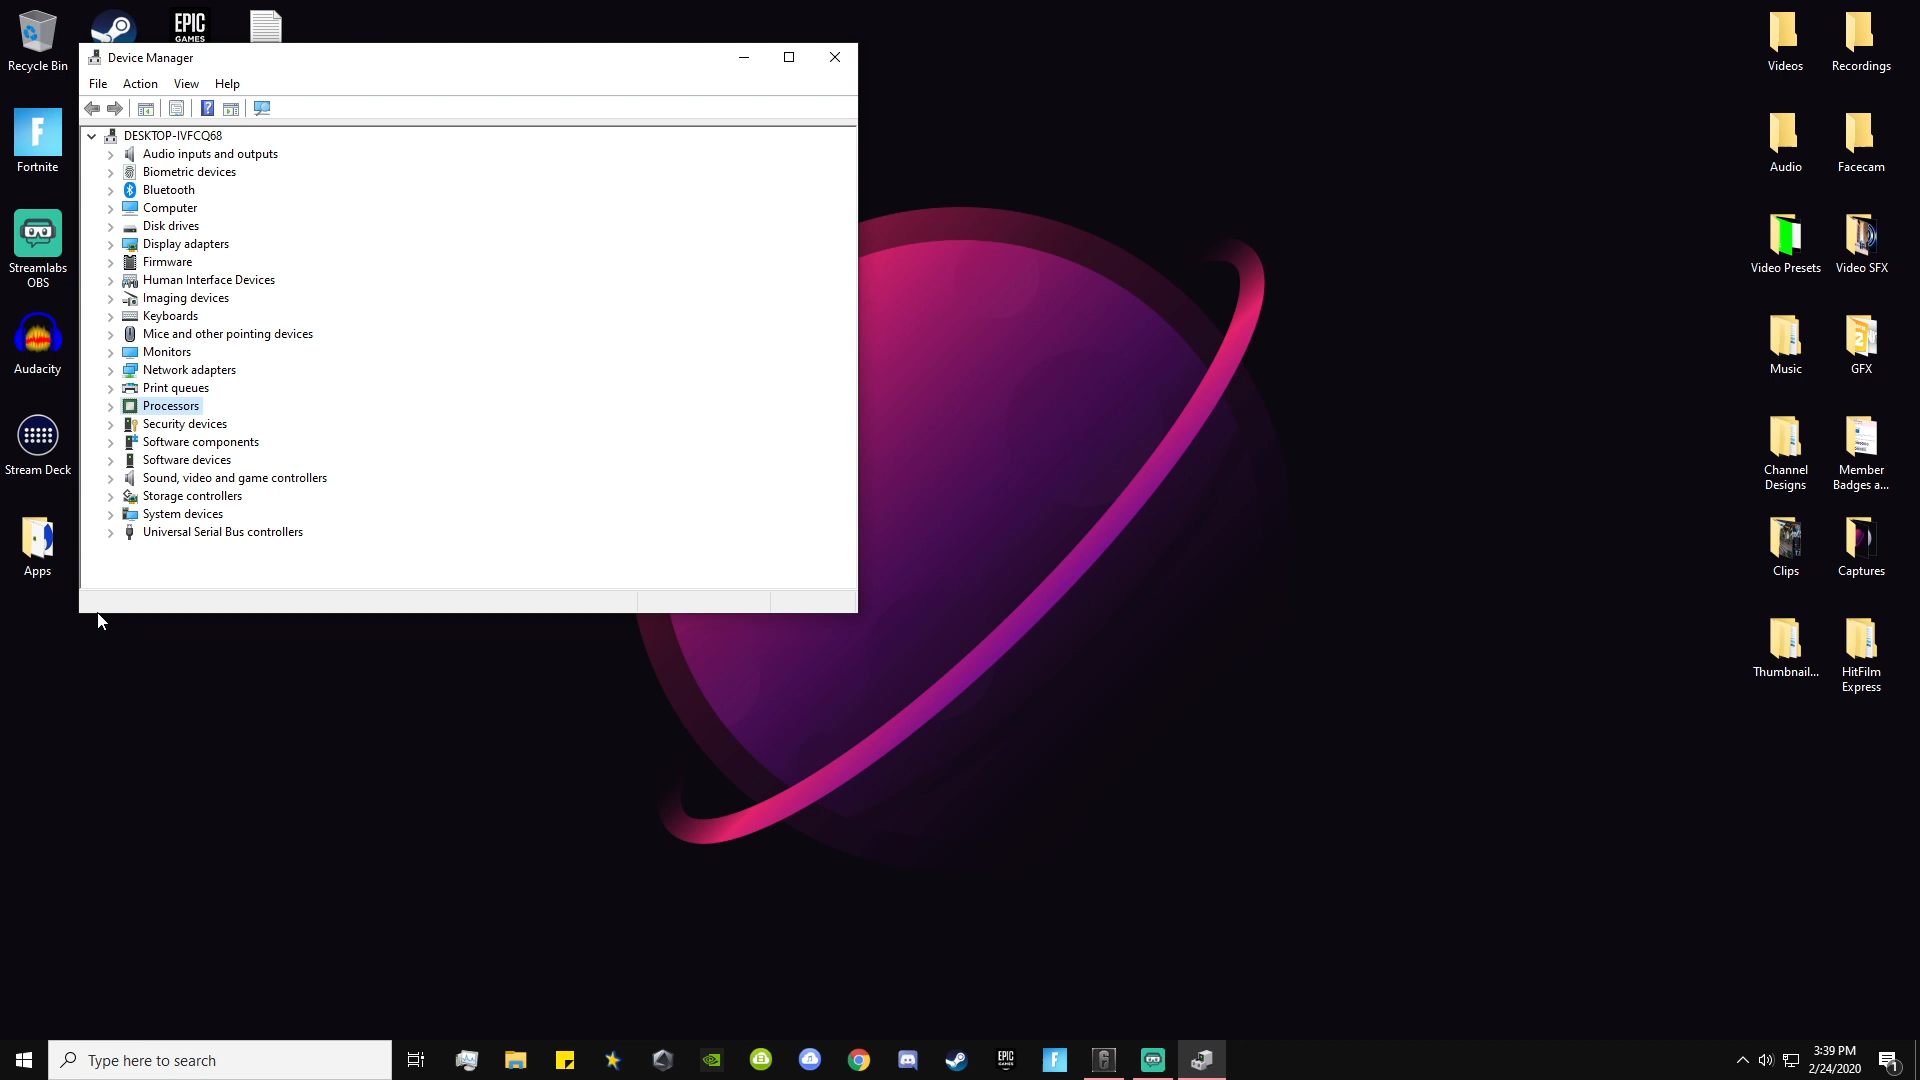 Recycle Bin
EPIC
GAMES
Fortnite
Streamlabs
OBS
Audacity
Stream Deck
Apps
Device Manager
File Action View Help
DESKTOP-IVFCQ68
Audio inputs and outputs
Biometric devices
Bluetooth
Computer
Disk drives
Display adapters
Firmware
Human Interface Devices
Imaging devices
Keyboards
Mice and other pointing devices
Monitors
Network adapters
Print queues
Processors
Security devices
Software components
Software devices
Sound, video and game controllers
Storage controllers
System devices
Universal Serial Bus controllers
Videos Recordings
Audio Facecam
Video Presets Video SFX
Music GFX
Channel
Designs
Member
Badges a...
Clips Captures
Thumbnail...
HitFilm
Express
Type here to search
EPIC
GAMES
3:39 PM
2/24/2020
1